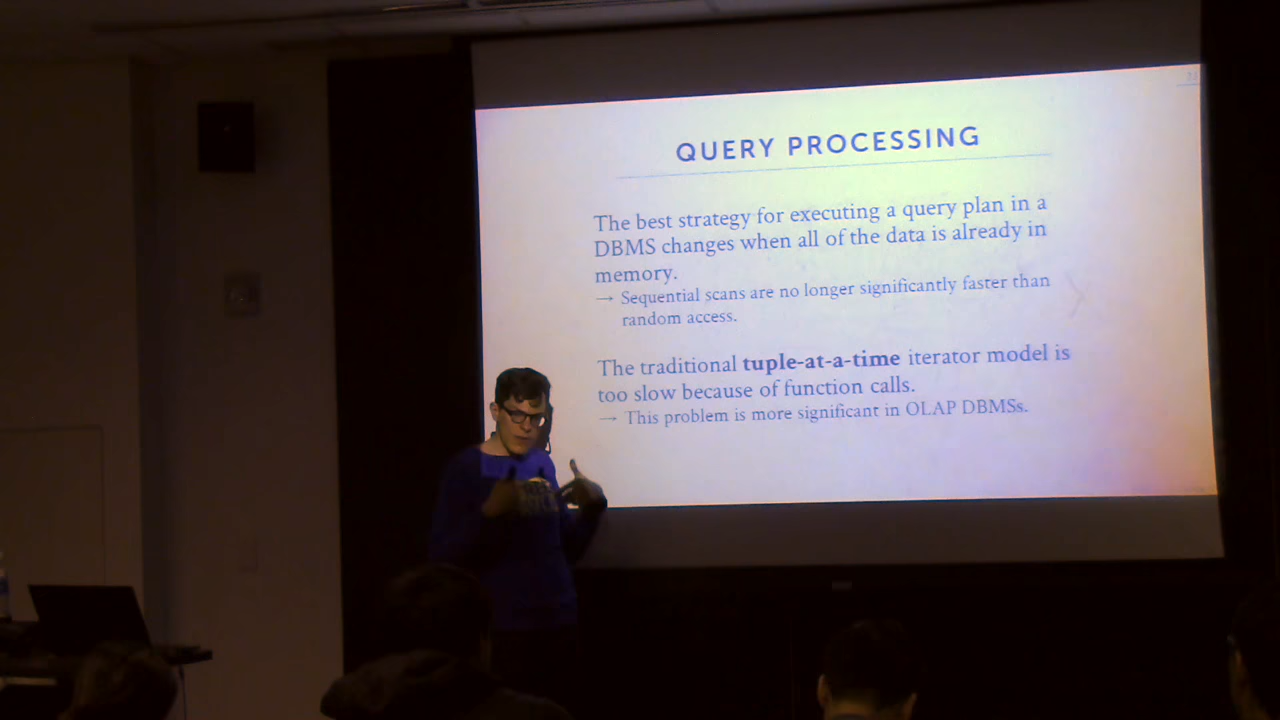 QUERY PROCESSING
The best strategy for executing a query plan in a
DBMS changes when all of the data is already in
memory.
→ Sequential scans are no longer significantly faster than
random access.
The traditional tuple-at-a-time iterator model is
too slow because of function calls.
→ This problem is more significant in OLAP DBMSs.